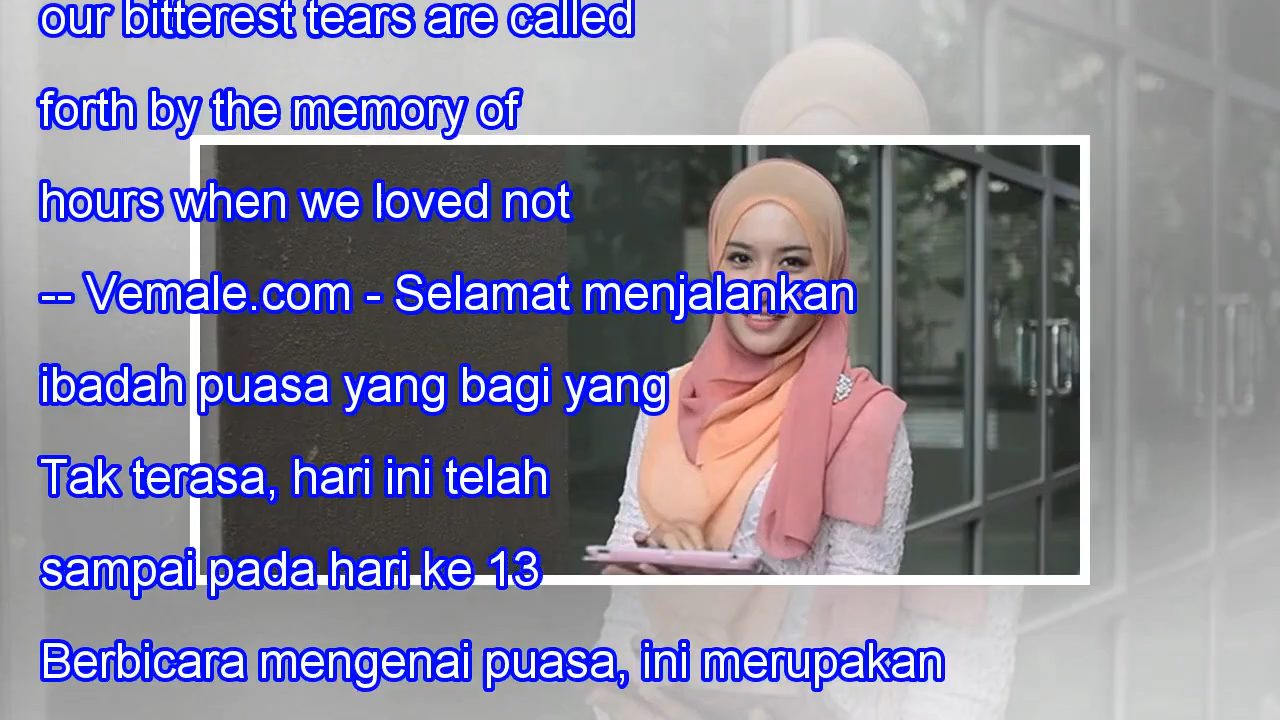 our bitterest tears are called
forth by the memory of
hours when we loved not
-- Vemale.com - Selamat menjalankan
ibadah puasa yang bagi yang
Tak terasa, hari ini telah
sampai pada hari ke 13
Berbicara mengenai puasa, ini merupakan